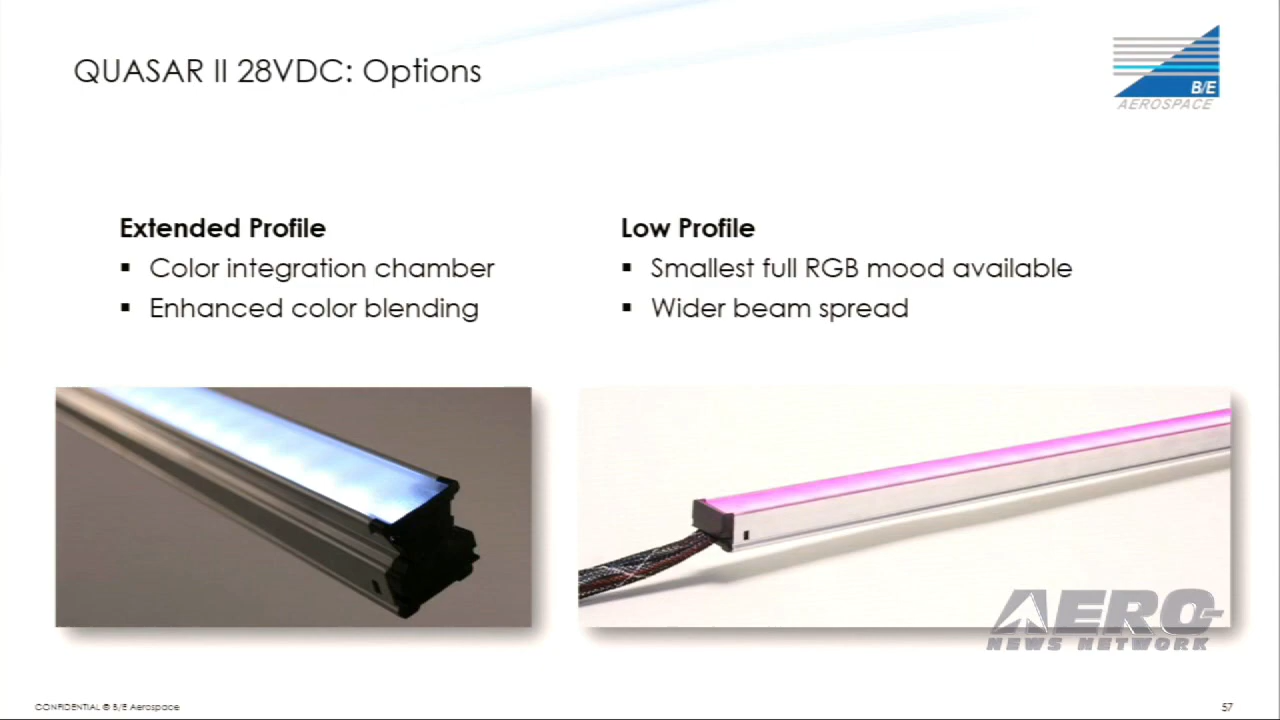 QUASAR II 28VDC: Options
B/E
AEROSPACE
Extended Profile
▪ Color integration chamber
▪ Enhanced color blending
Low Profile
▪ Smallest full RGB mood available
▪ Wider beam spread
AERO-
NEWS NETWORK
CONFIDENTIAL © B/E Aerospace
57